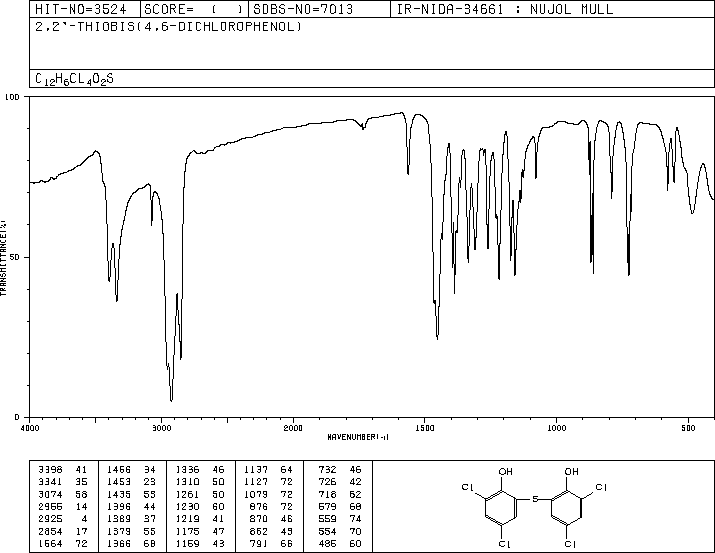 HIT-NO=3524 SCORE= ( ) SDBS-NO=7013 IR-NIDA-34661 : NUJOL MULL
2,2'-THIOBIS(4,6-DICHLOROPHENOL)
C12H6CL4O2S
100
50
0
TRANSMITTANCE(%)
4000 3000 2000 1500 1000 500
WAVENUMBER(-1)
3398 41 1466 34 1336 46 1137 64 732 46
3341 35 1453 23 1310 50 1127 72 726 42
3074 58 1435 55 1261 50 1079 72 718 62
2955 14 1396 44 1230 60 876 72 579 68
2925 4 1389 37 1219 41 870 46 559 74
2854 17 1379 55 1175 47 862 49 554 70
1564 72 1366 68 1159 43 791 66 486 60
OH OH
Cl S Cl
Cl Cl